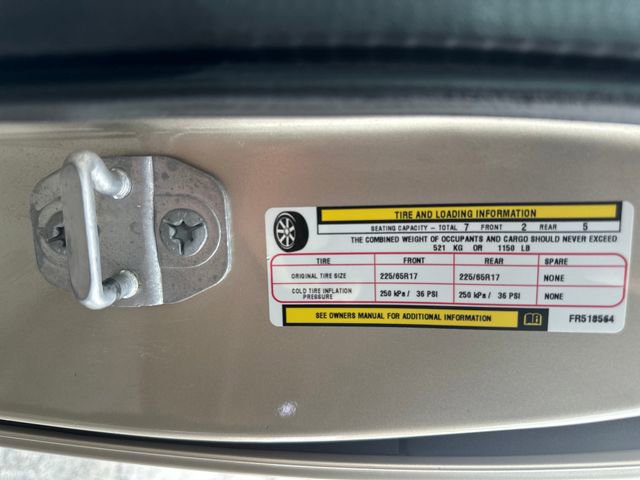 TIRE AND LOADING INFORMATION
SEATING CAPACITY - TOTAL 7 FRONT 2 REAR 5
THE COMBINED WEIGHT OF OCCUPANTS AND CARGO SHOULD NEVER EXCEED
521 KG OR 1150 LB
TIRE FRONT REAR SPARE
ORIGINAL TIRE SIZE 225/65R17 225/65R17 NONE
COLD TIRE INFLATION PRESSURE 250 kPa / 36 PSI 250 kPa / 36 PSI NONE
SEE OWNERS MANUAL FOR ADDITIONAL INFORMATION FR518564